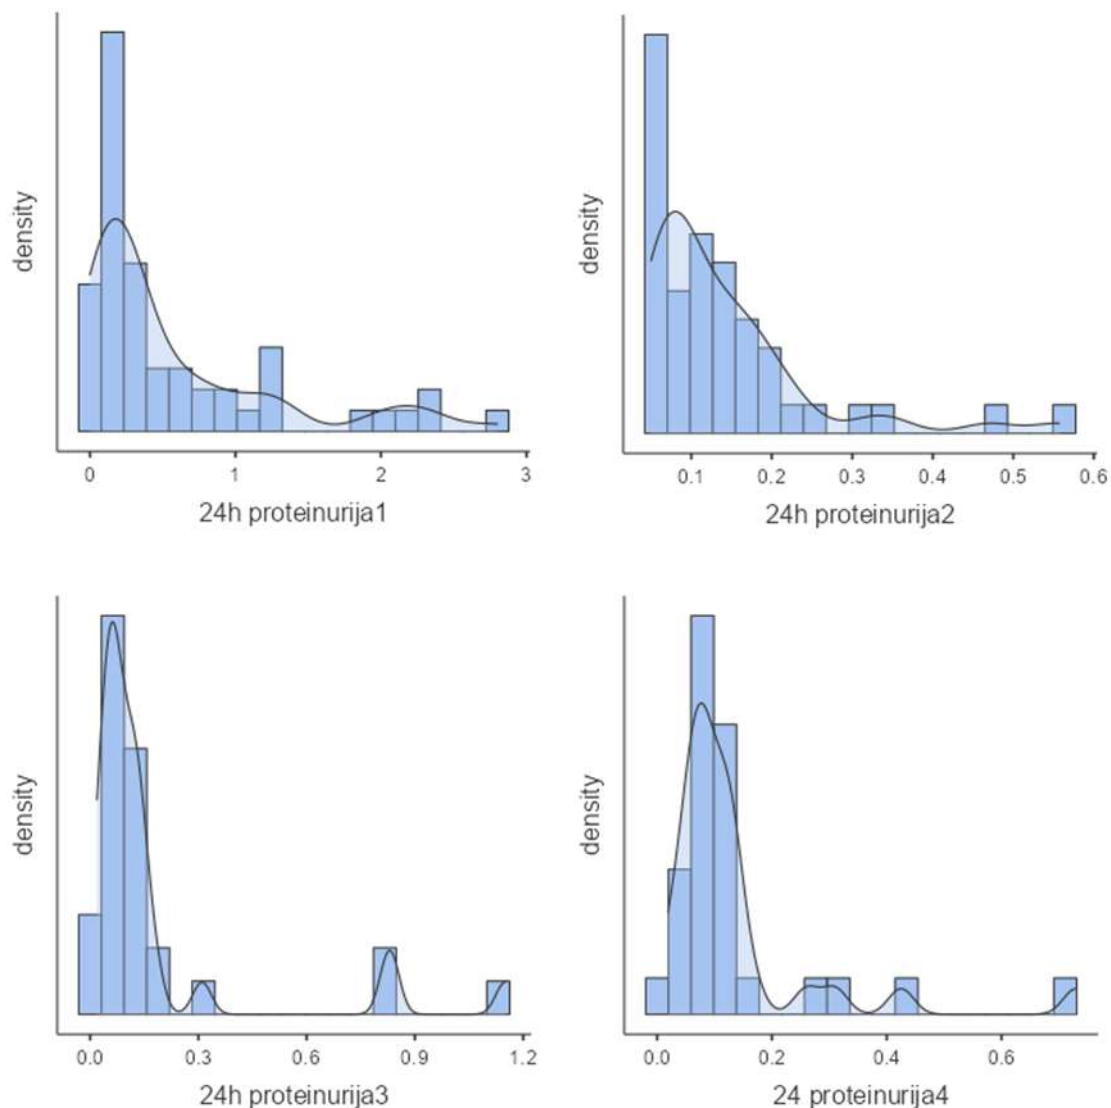 density
0 1 2 3
24h proteinurija1
density
0.1 0.2 0.3 0.4 0.5 0.6
24h proteinurija2
density
0.0 0.3 0.6 0.9 1.2
24h proteinurija3
density
0.0 0.2 0.4 0.6
24 proteinurija4